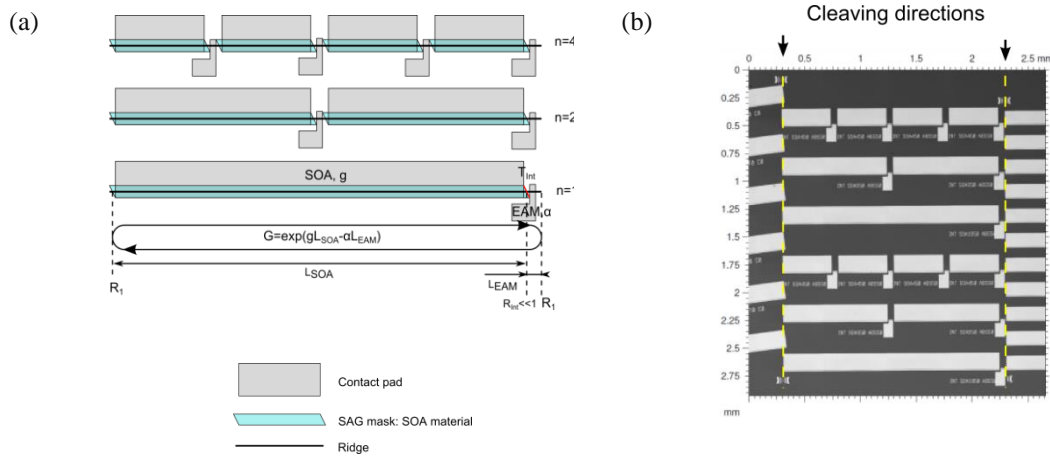 (a)
n=4
n=2
SOA, g
T_int
n=1
EAM α
G=exp(gL_SOA-αL_EAM)
L_SOA
L_EAM
R_1
R_int<<1
R_1
Contact pad
SAG mask: SOA material
Ridge
(b)
Cleaving directions
0 0.5 1 2 2.5 mm
0
0.25
0.5
0.75
1
1.25
1.5
1.75
2
2.25
2.5
2.75
mm